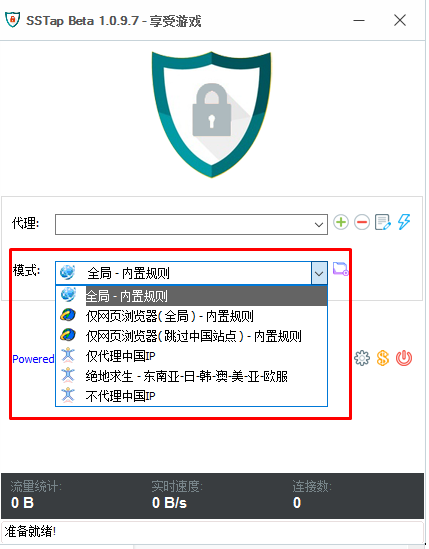 SSTap Beta 1.0.9.7 - 享受游戏
代理:
模式: 全局 - 内置规则
全局 - 内置规则
仅网页浏览器(全局) - 内置规则
仅网页浏览器(跳过中国站点) - 内置规则
Powered
仅代理中国IP
绝地求生 - 东南亚-日-韩-澳-美-亚-欧服
不代理中国IP
流量统计: 实时速度: 连接数:
0 B 0 B/s 0
准备就绪!